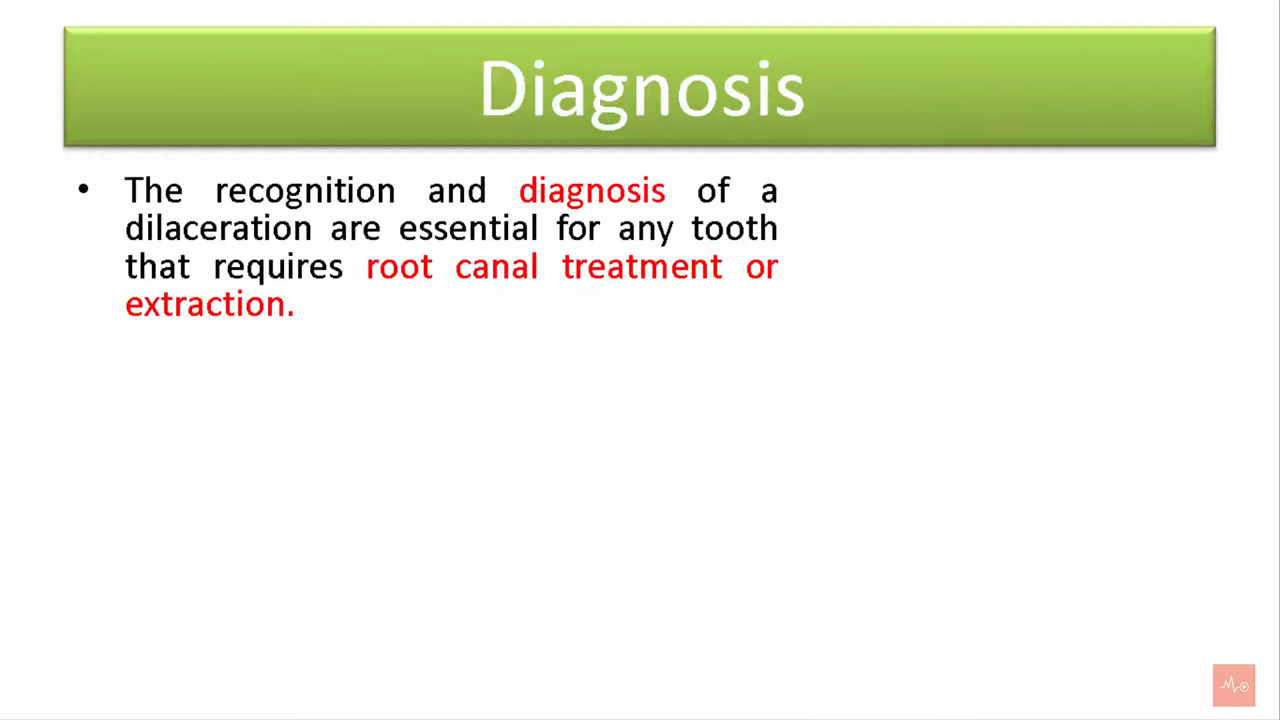 Diagnosis
• The recognition and diagnosis of a
dilaceration are essential for any tooth
that requires root canal treatment or
extraction.